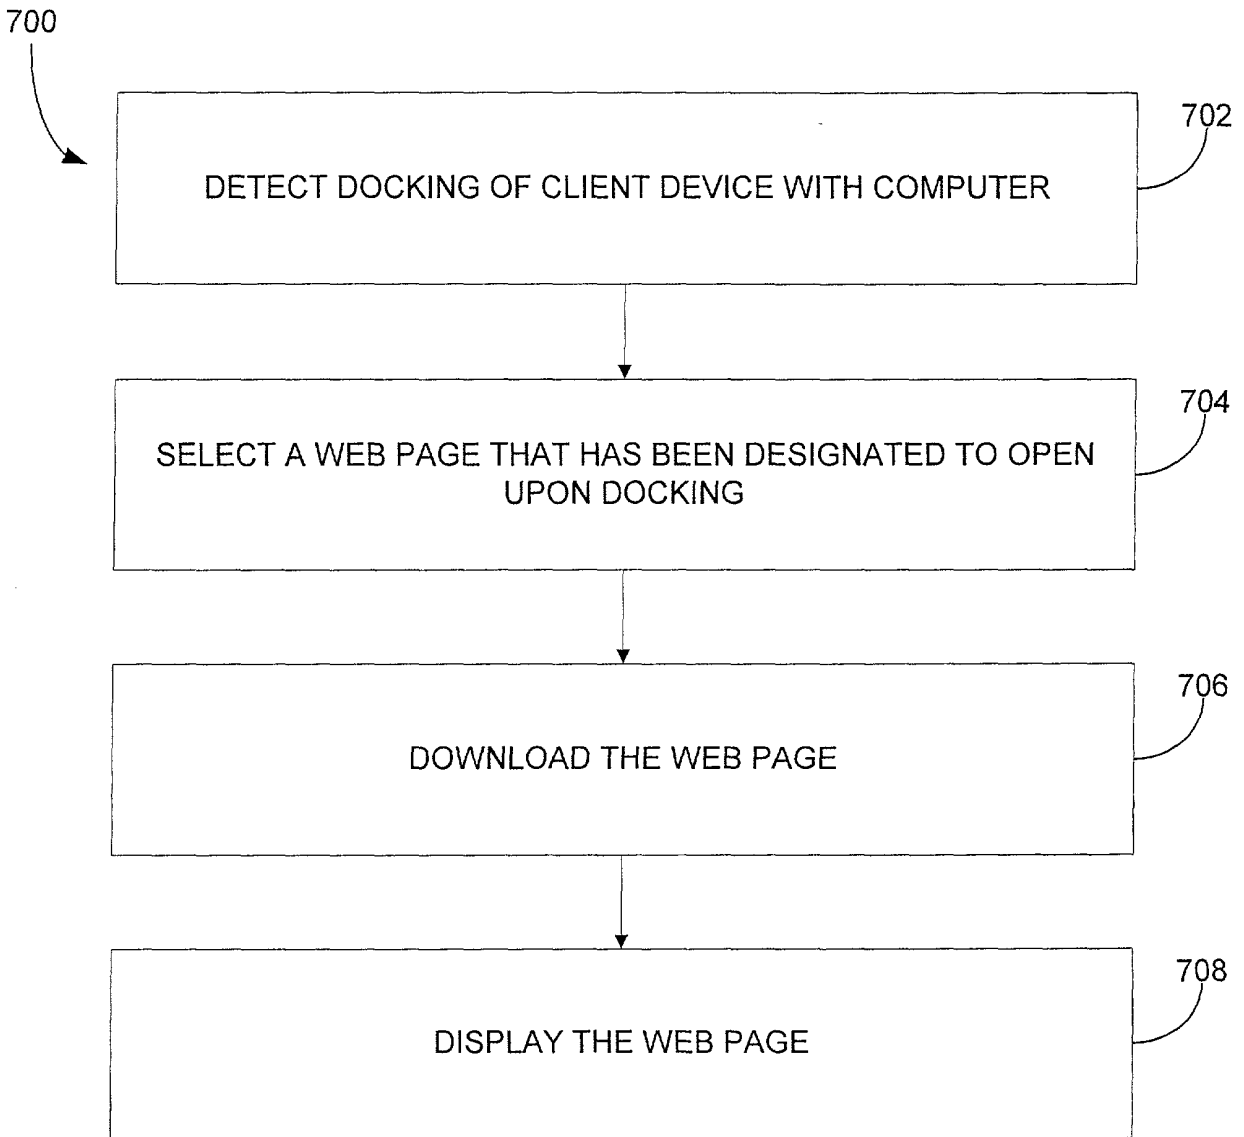 700
702
DETECT DOCKING OF CLIENT DEVICE WITH COMPUTER
704
SELECT A WEB PAGE THAT HAS BEEN DESIGNATED TO OPEN
UPON DOCKING
706
DOWNLOAD THE WEB PAGE
708
DISPLAY THE WEB PAGE